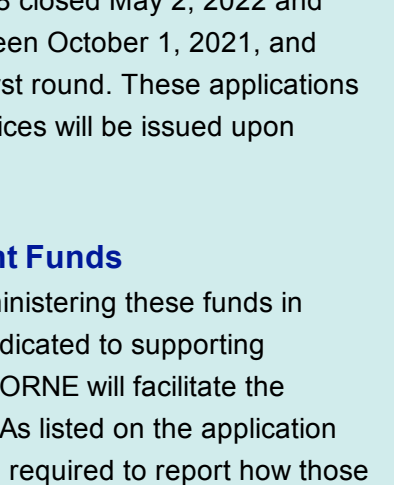 closed May 2, 2022 and
een October 1, 2021, and
rst round. These applications
ices will be issued upon
nt Funds
ministering these funds in
dicated to supporting
ORNE will facilitate the
As listed on the application
required to report how those